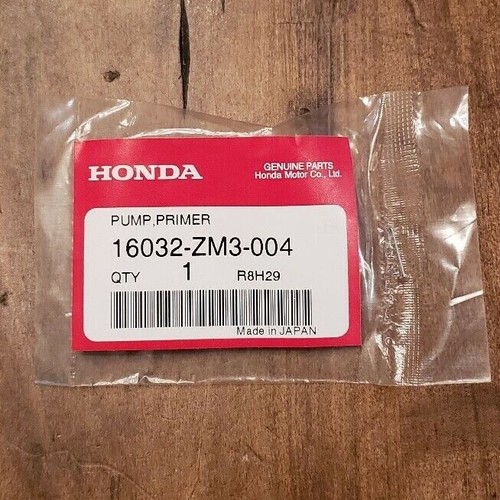 HONDA
GENUINE PARTS
Honda Motor Co., Ltd.
PUMP,PRIMER
16032-ZM3-004
QTY 1 R8H29
Made in JAPAN